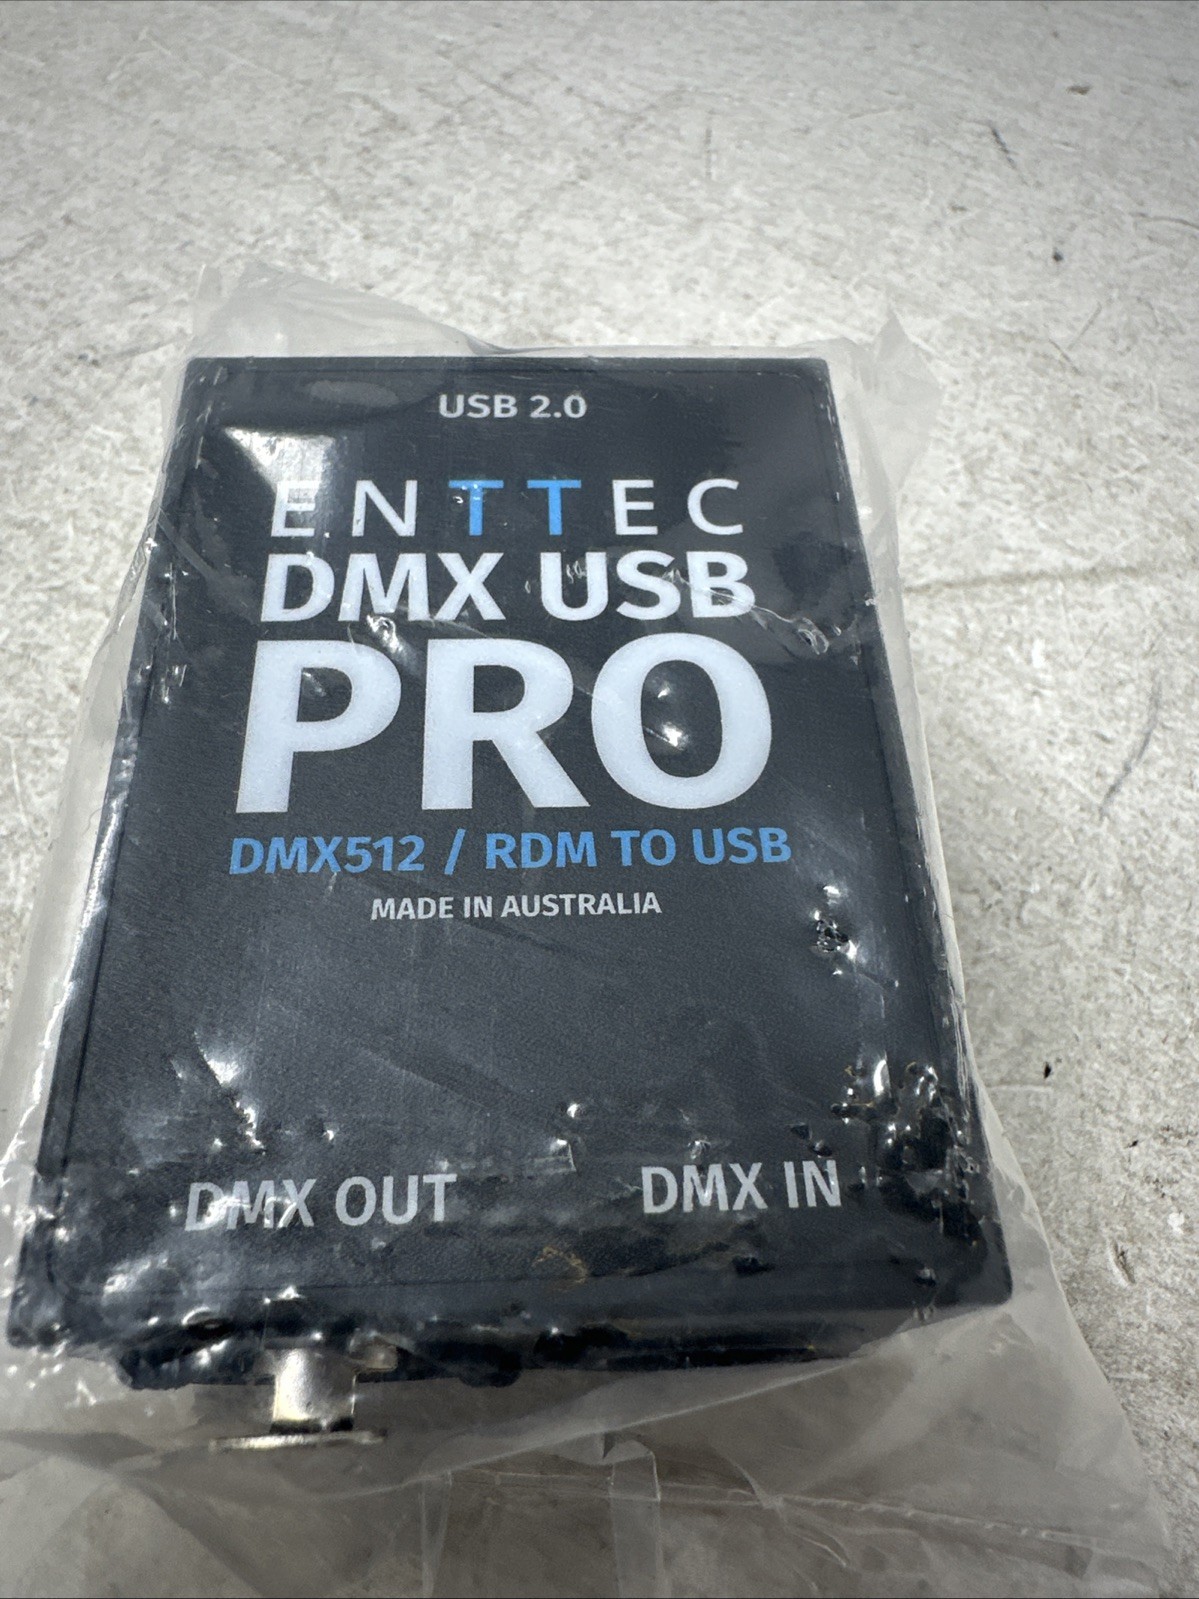 USB 2.0
ENTTEC
DMX USB
PRO
DMX512 / RDM TO USB
MADE IN AUSTRALIA
DMX OUT DMX IN